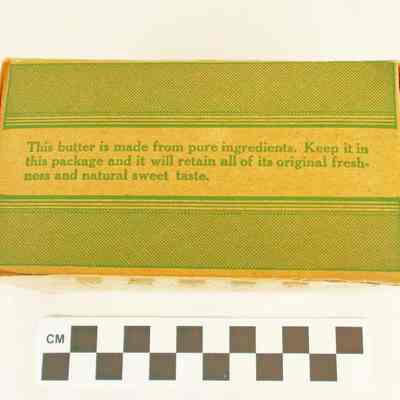 This butter is made from pure ingredients. Keep it in
this package and it will retain all of its original fresh-
ness and natural sweet taste.
CM